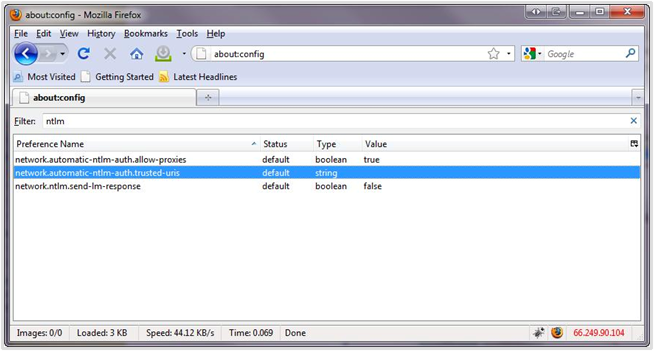 about:config - Mozilla Firefox
File Edit View History Bookmarks Tools Help
about:config Google
Most Visited Getting Started Latest Headlines
about:config
Filter: ntlm
Preference Name Status Type Value
network.automatic-ntlm-auth.allow-proxies default boolean true
network.automatic-ntlm-auth.trusted-uris default string
network.ntlm.send-lm-response default boolean false
Images: 0/0 Loaded: 3 KB Speed: 44.12 KB/s Time: 0.069 Done 66.249.90.104